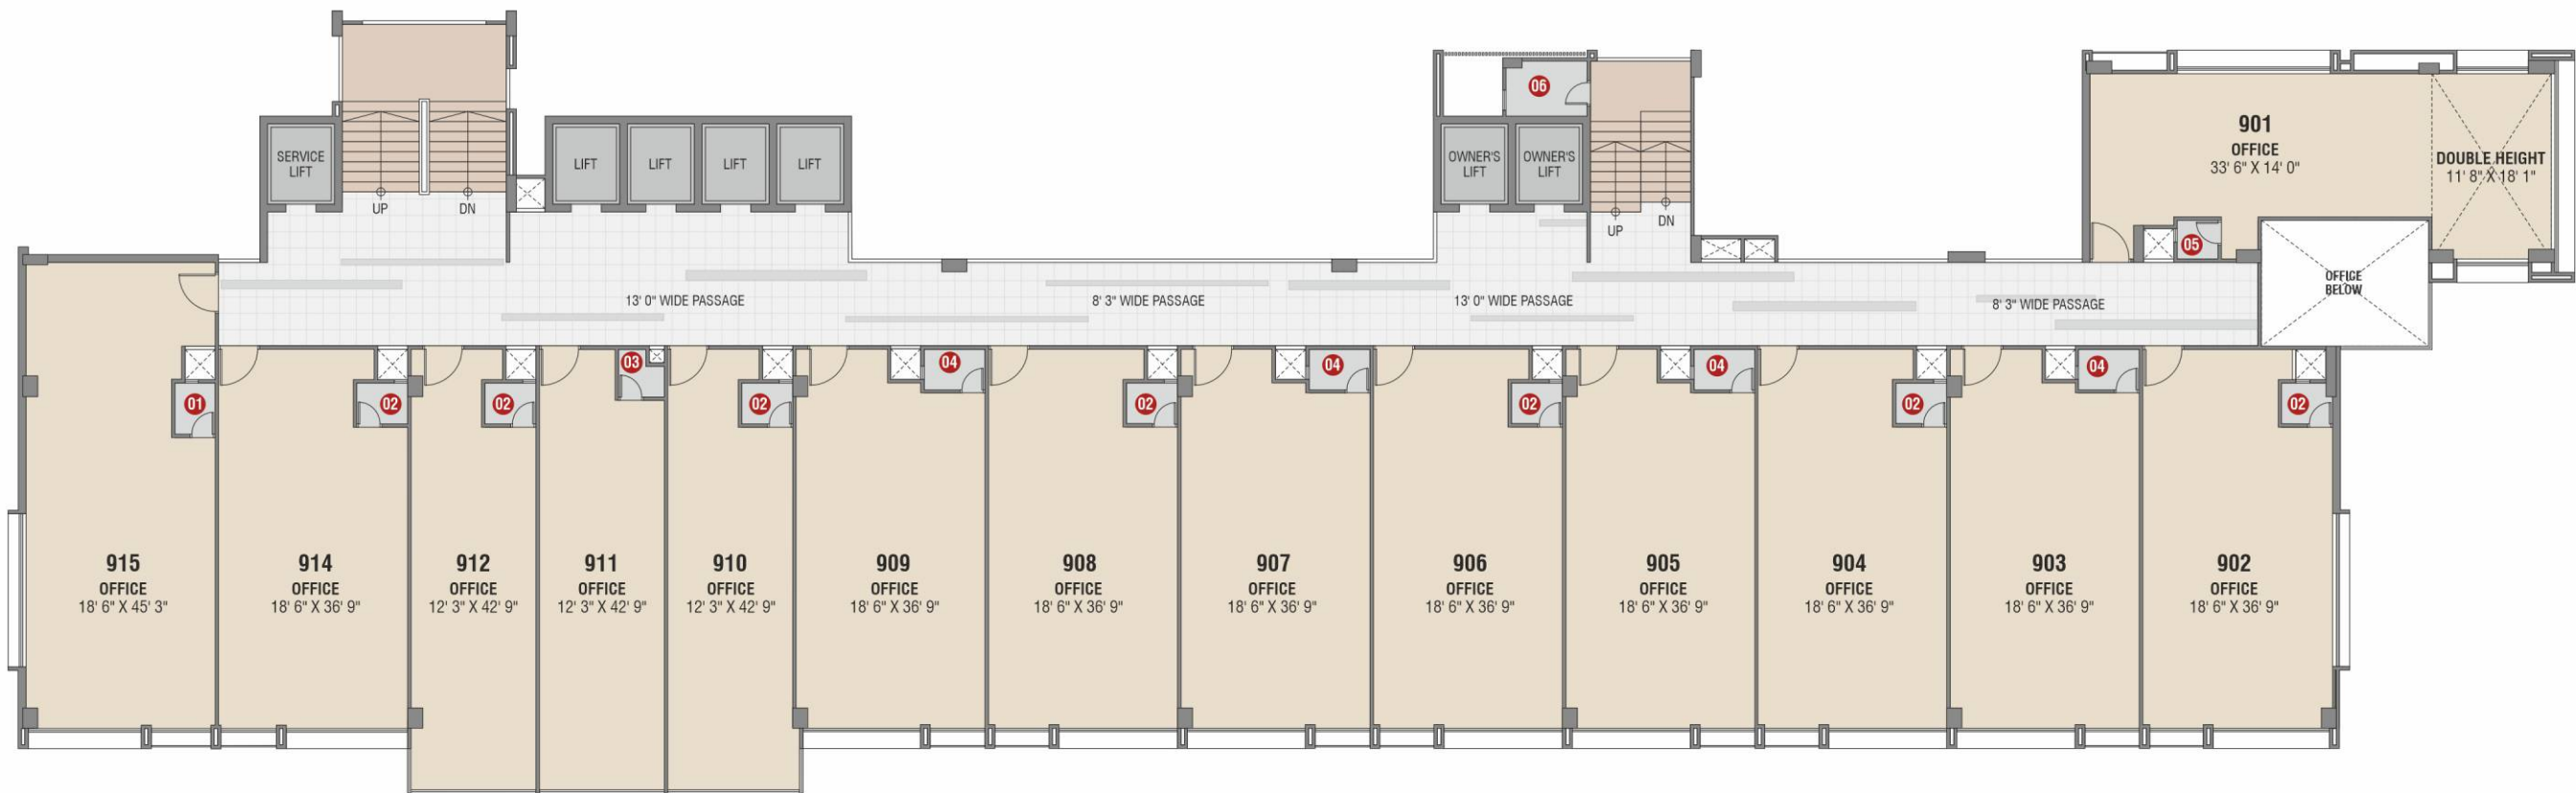 06
SERVICE
LIFT
LIFT
LIFT
LIFT
LIFT
OWNER'S
LIFT
OWNER'S
LIFT
UP
DN
UP
DN
901
OFFICE
33' 6" X 14' 0"
DOUBLE HEIGHT
11' 8" X 18' 1"
05
OFFICE
BELOW
13' 0" WIDE PASSAGE
8' 3" WIDE PASSAGE
13' 0" WIDE PASSAGE
8' 3" WIDE PASSAGE
01
02
02
03
02
04
02
04
02
04
02
04
02
915
OFFICE
18' 6" X 45' 3"
914
OFFICE
18' 6" X 36' 9"
912
OFFICE
12' 3" X 42' 9"
911
OFFICE
12' 3" X 42' 9"
910
OFFICE
12' 3" X 42' 9"
909
OFFICE
18' 6" X 36' 9"
908
OFFICE
18' 6" X 36' 9"
907
OFFICE
18' 6" X 36' 9"
906
OFFICE
18' 6" X 36' 9"
905
OFFICE
18' 6" X 36' 9"
904
OFFICE
18' 6" X 36' 9"
903
OFFICE
18' 6" X 36' 9"
902
OFFICE
18' 6" X 36' 9"